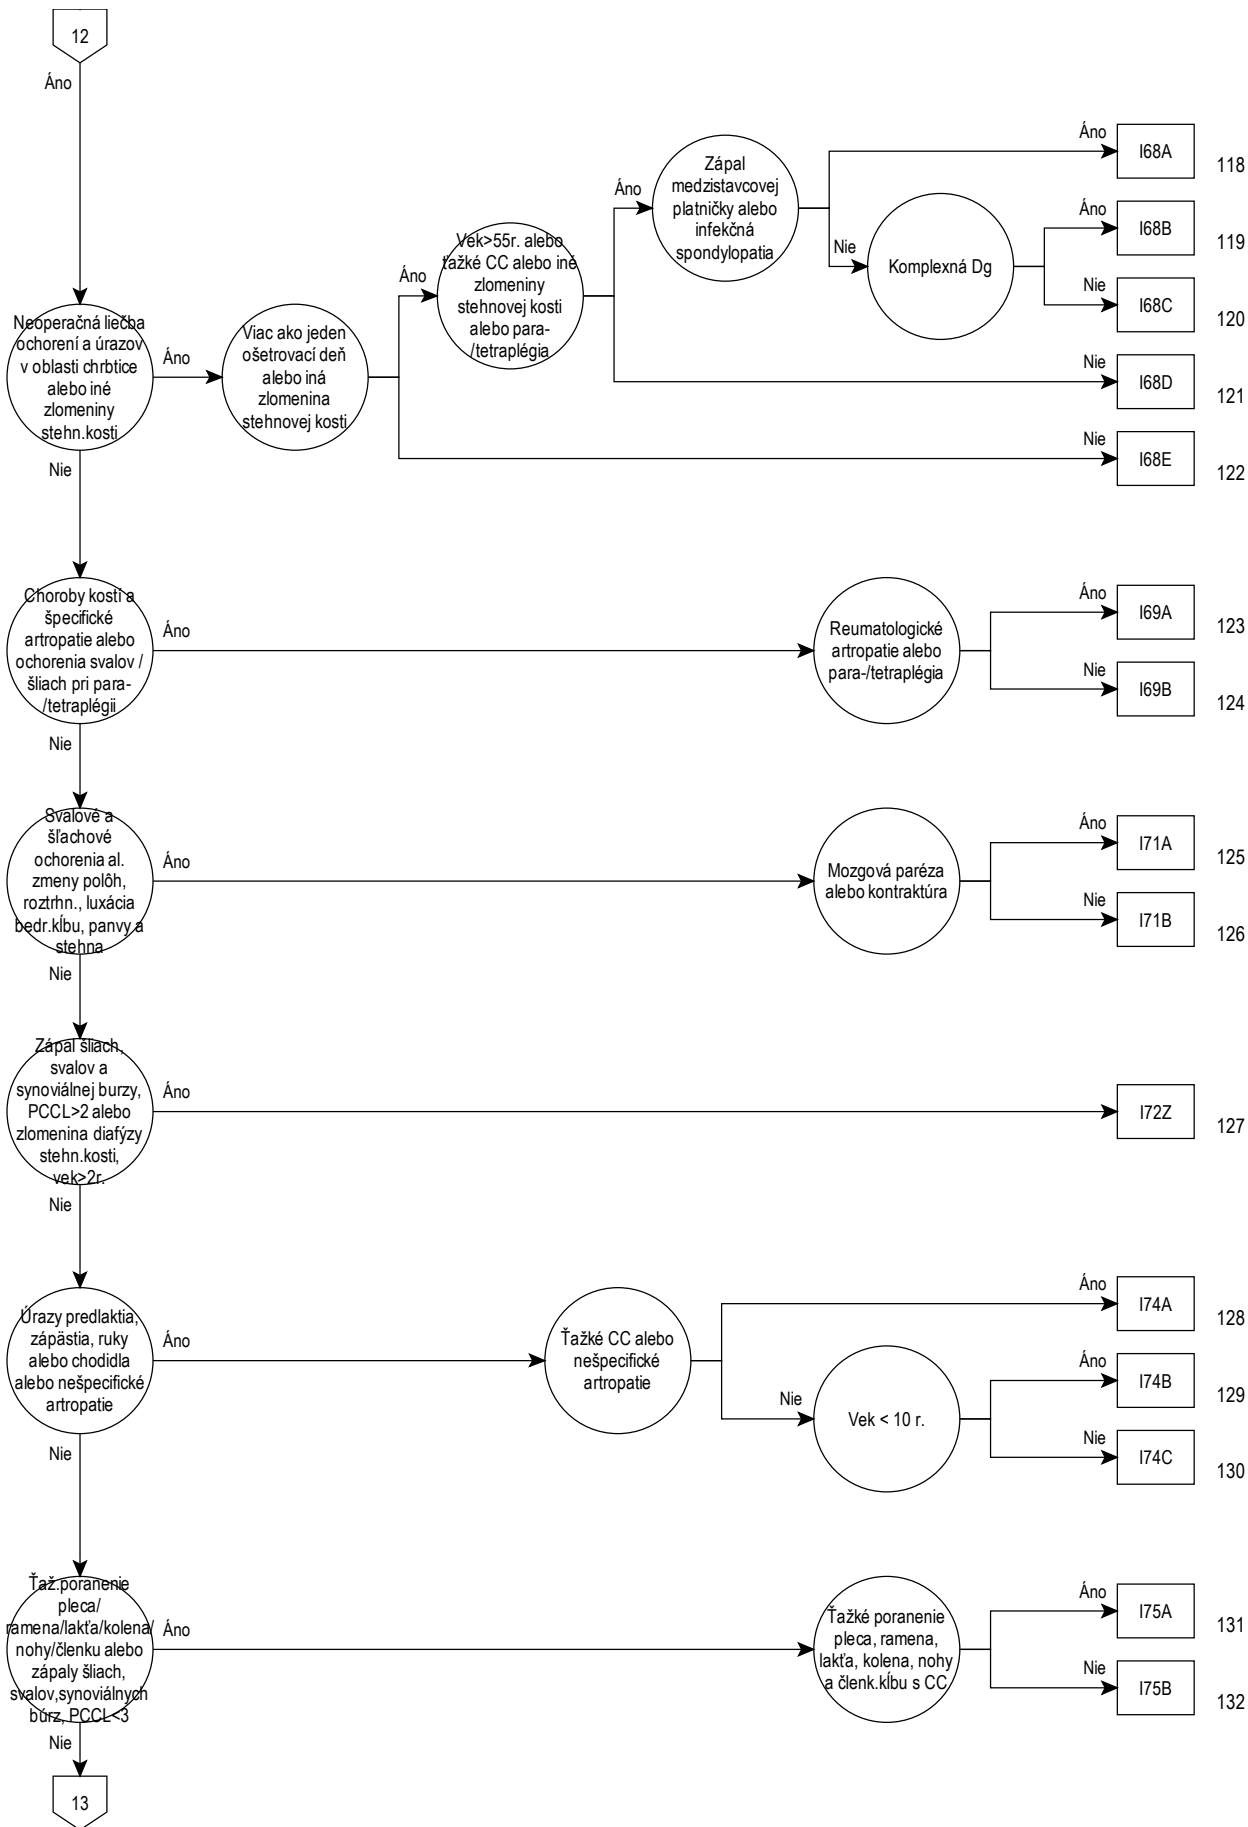 12
Áno
Neoperačná liečba
ochorení a úrazov
v oblasti chrbtice
alebo iné
zlomeniny
stehn.kosti
Áno
Viac ako jeden
ošetrovací deň
alebo iná
zlomenina
stehnovej kosti
Áno
Vek>55r. alebo
ťažké CC alebo iné
zlomeniny
stehnovej kosti
alebo para-
/tetraplégia
Áno
Zápal
medzistavcovej
platničky alebo
infekčná
spondylopatia
Áno
I68A
118
Nie
Komplexná Dg
Áno
I68B
119
Nie
I68C
120
Nie
I68D
121
Nie
I68E
122
Nie
Choroby kostí a
špecifické
artropatie alebo
ochorenia svalov /
šliach pri para-
/tetraplégii
Áno
Reumatologické
artropatie alebo
para-/tetraplégia
Áno
I69A
123
Nie
I69B
124
Nie
Svalové a
šľachové
ochorenia al.
zmeny polôh,
roztrhn., luxácia
bedr.kĺbu, panvy a
stehna
Áno
Mozgová paréza
alebo kontraktúra
Áno
I71A
125
Nie
I71B
126
Nie
Zápal šliach,
svalov a
synoviálnej burzy,
PCCL>2 alebo
zlomenina diafýzy
stehn.kosti,
vek>2r.
Áno
I72Z
127
Nie
Úrazy predlaktia,
zápästia, ruky
alebo chodidla
alebo nešpecifické
artropatie
Áno
Ťažké CC alebo
nešpecifické
artropatie
Áno
I74A
128
Nie
Vek < 10 r.
Áno
I74B
129
Nie
I74C
130
Nie
Ťaž.poranenie
pleca/
ramena/lakťa/kolena/
nohy/členku alebo
zápaly šliach,
svalov,synoviálnych
búrz, PCCL<3
Áno
Ťažké poranenie
pleca, ramena,
lakťa, kolena, nohy
a členk.kĺbu s CC
Áno
I75A
131
Nie
I75B
132
Nie
13